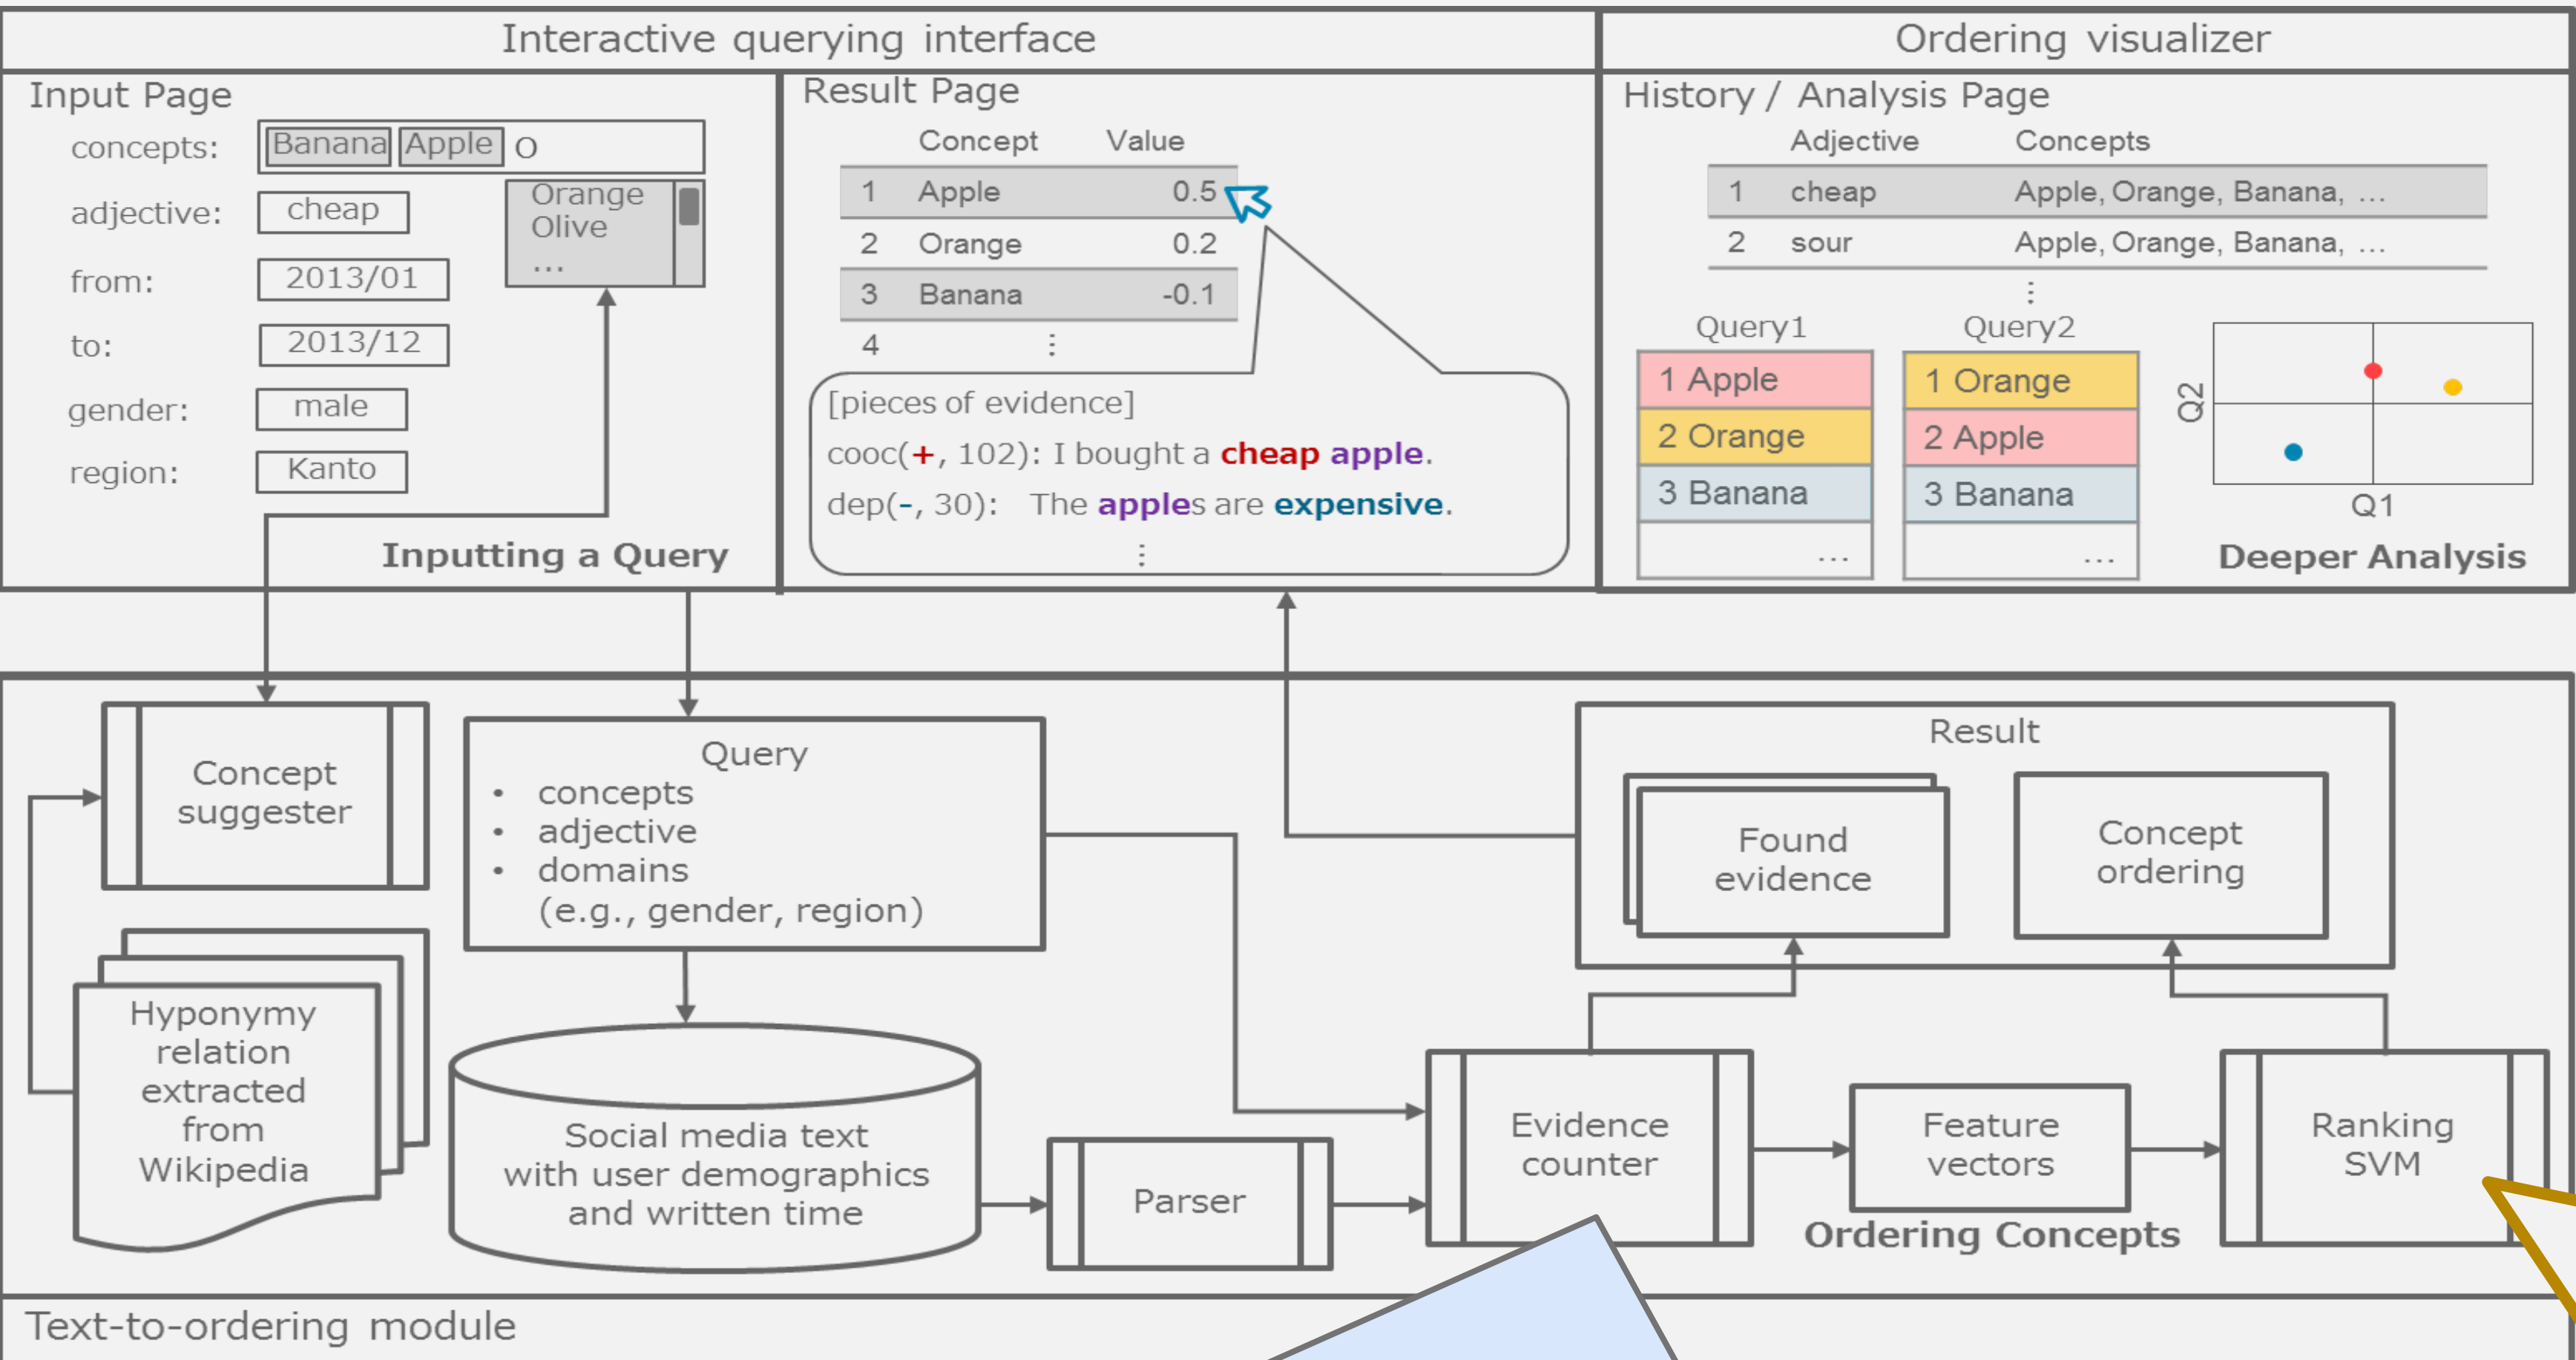 Interactive querying interface
Ordering visualizer
Input Page
concepts: Banana Apple O
Orange
Olive
...
adjective: cheap
from: 2013/01
to: 2013/12
gender: male
region: Kanto
Inputting a Query
Result Page
Concept Value
1 Apple 0.5
2 Orange 0.2
3 Banana -0.1
4 ⋮
[pieces of evidence]
cooc(+, 102): I bought a cheap apple.
dep(-, 30): The apples are expensive.
⋮
History / Analysis Page
Adjective Concepts
1 cheap Apple, Orange, Banana, ...
2 sour Apple, Orange, Banana, ...
⋮
Query1
1 Apple
2 Orange
3 Banana
...
Query2
1 Orange
2 Apple
3 Banana
...
Q2
Q1
Deeper Analysis
Concept
suggester
Hyponymy
relation
extracted
from
Wikipedia
Query
• concepts
• adjective
• domains
(e.g., gender, region)
Social media text
with user demographics
and written time
Parser
Evidence
counter
Feature
vectors
Ranking
SVM
Ordering Concepts
Result
Found
evidence
Concept
ordering
Text-to-ordering module